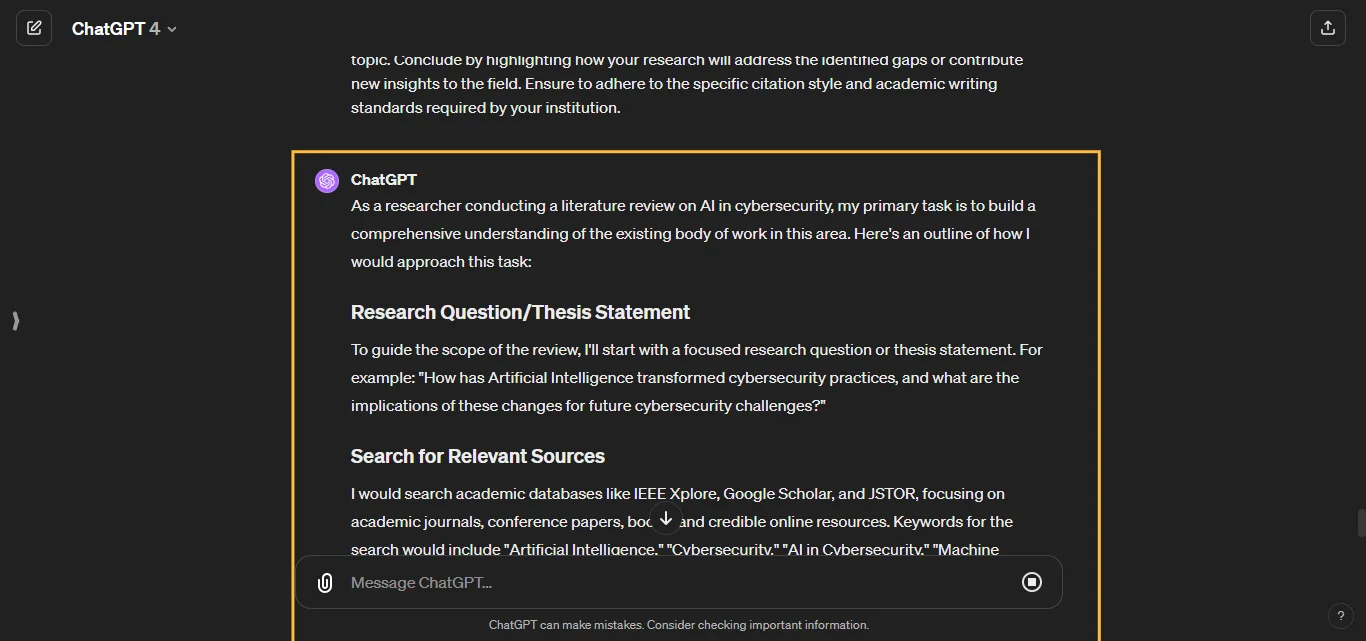 ChatGPT 4
topic. Conclude by highlighting how your research will address the identified gaps or contribute
new insights to the field. Ensure to adhere to the specific citation style and academic writing
standards required by your institution.
ChatGPT
As a researcher conducting a literature review on AI in cybersecurity, my primary task is to build a
comprehensive understanding of the existing body of work in this area. Here's an outline of how I
would approach this task:
Research Question/Thesis Statement
To guide the scope of the review, I'll start with a focused research question or thesis statement. For
example: "How has Artificial Intelligence transformed cybersecurity practices, and what are the
implications of these changes for future cybersecurity challenges?"
Search for Relevant Sources
I would search academic databases like IEEE Xplore, Google Scholar, and JSTOR, focusing on
academic journals, conference papers, and credible online resources. Keywords for the
search would include "Artificial Intelligence," "Cybersecurity," "AI in Cybersecurity," "Machine
Message ChatGPT...
ChatGPT can make mistakes. Consider checking important information.
?